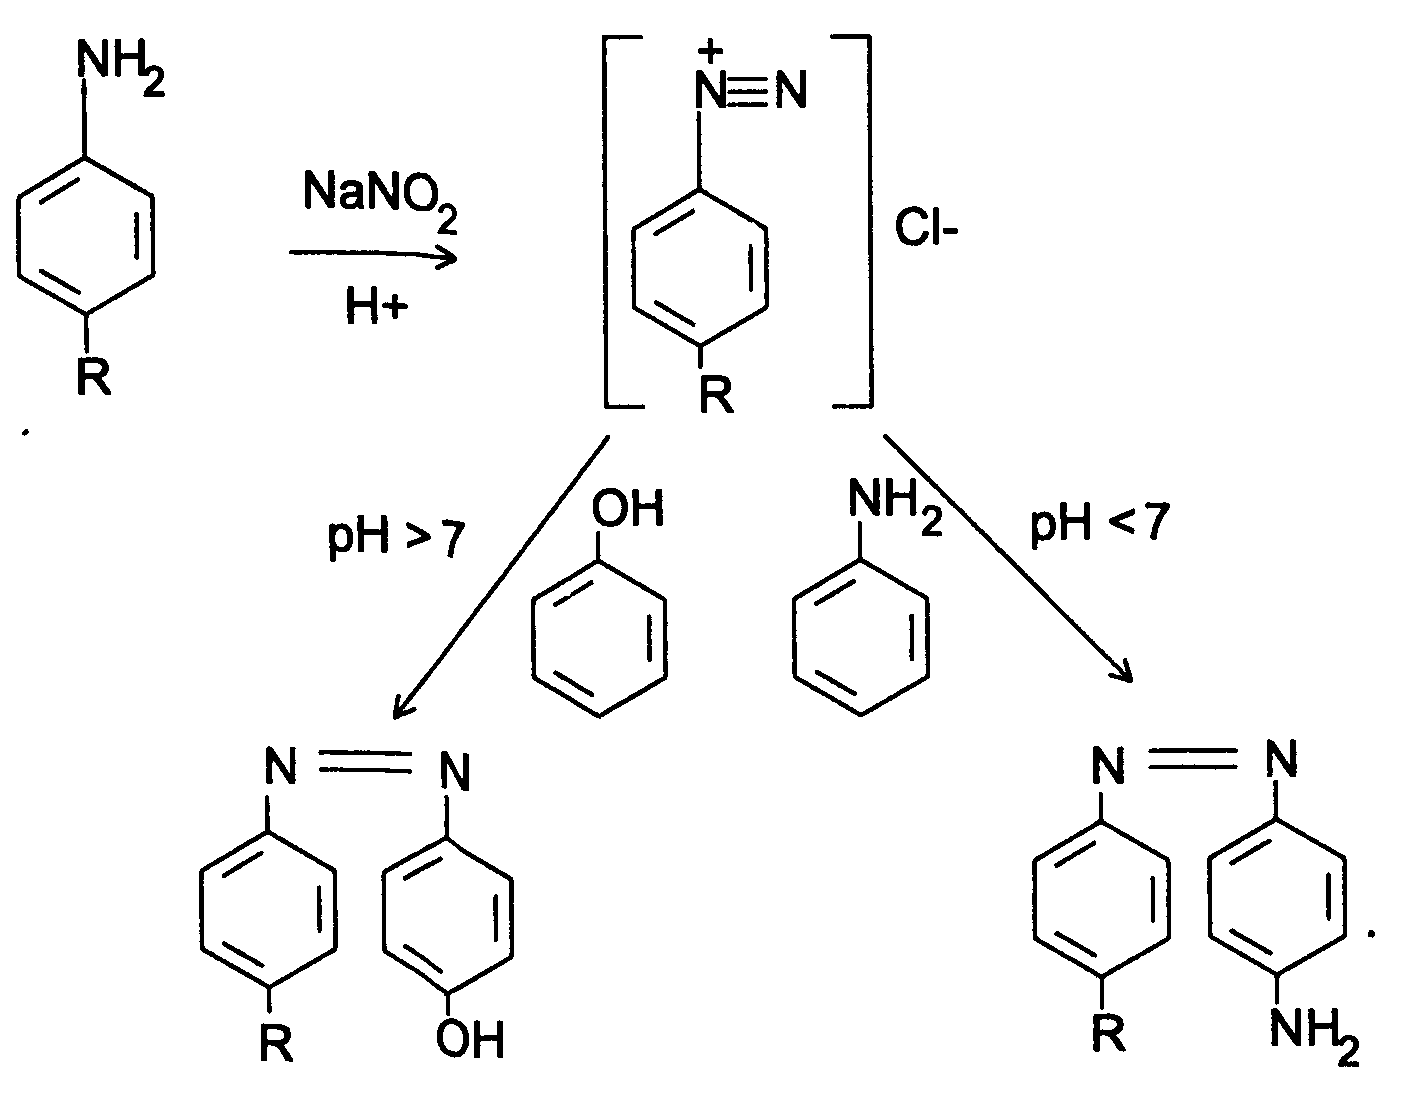 NH2
R
NaNO2
H+
+
N≡N
R
Cl-
pH >7
OH
NH2
pH <7
N=N
R
OH
N=N
R
NH2